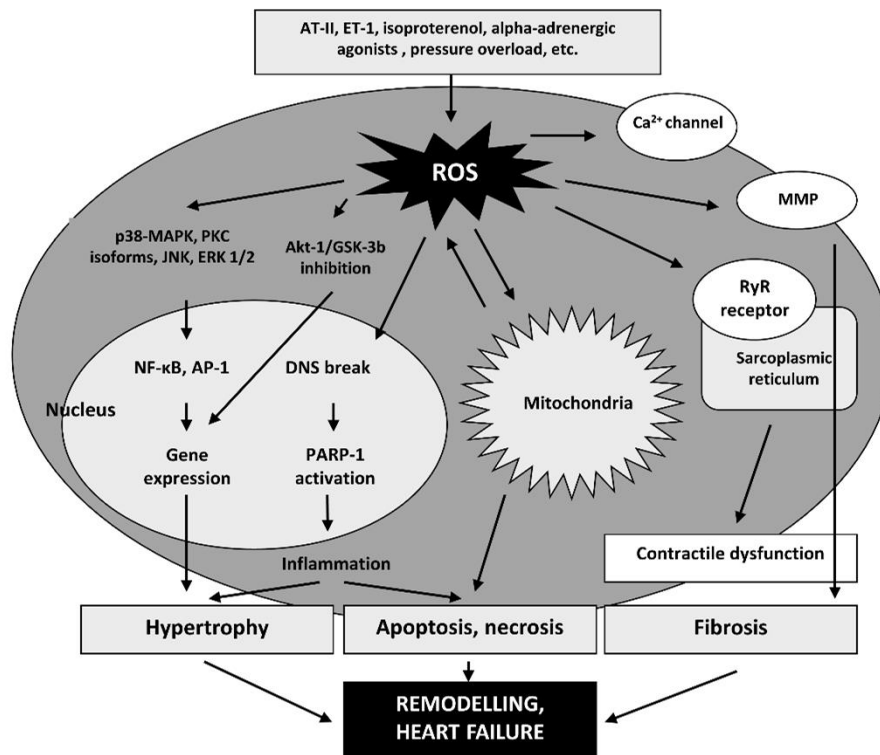 AT-II, ET-1, isoproterenol, alpha-adrenergic
agonists , pressure overload, etc.
Ca²⁺ channel
ROS
MMP
p38-MAPK, PKC
isoforms, JNK, ERK 1/2
Akt-1/GSK-3b
inhibition
RyR
receptor
Sarcoplasmic
reticulum
NF-κB, AP-1
DNS break
Mitochondria
Nucleus
Gene
expression
PARP-1
activation
Inflammation
Contractile dysfunction
Hypertrophy
Apoptosis, necrosis
Fibrosis
REMODELLING,
HEART FAILURE